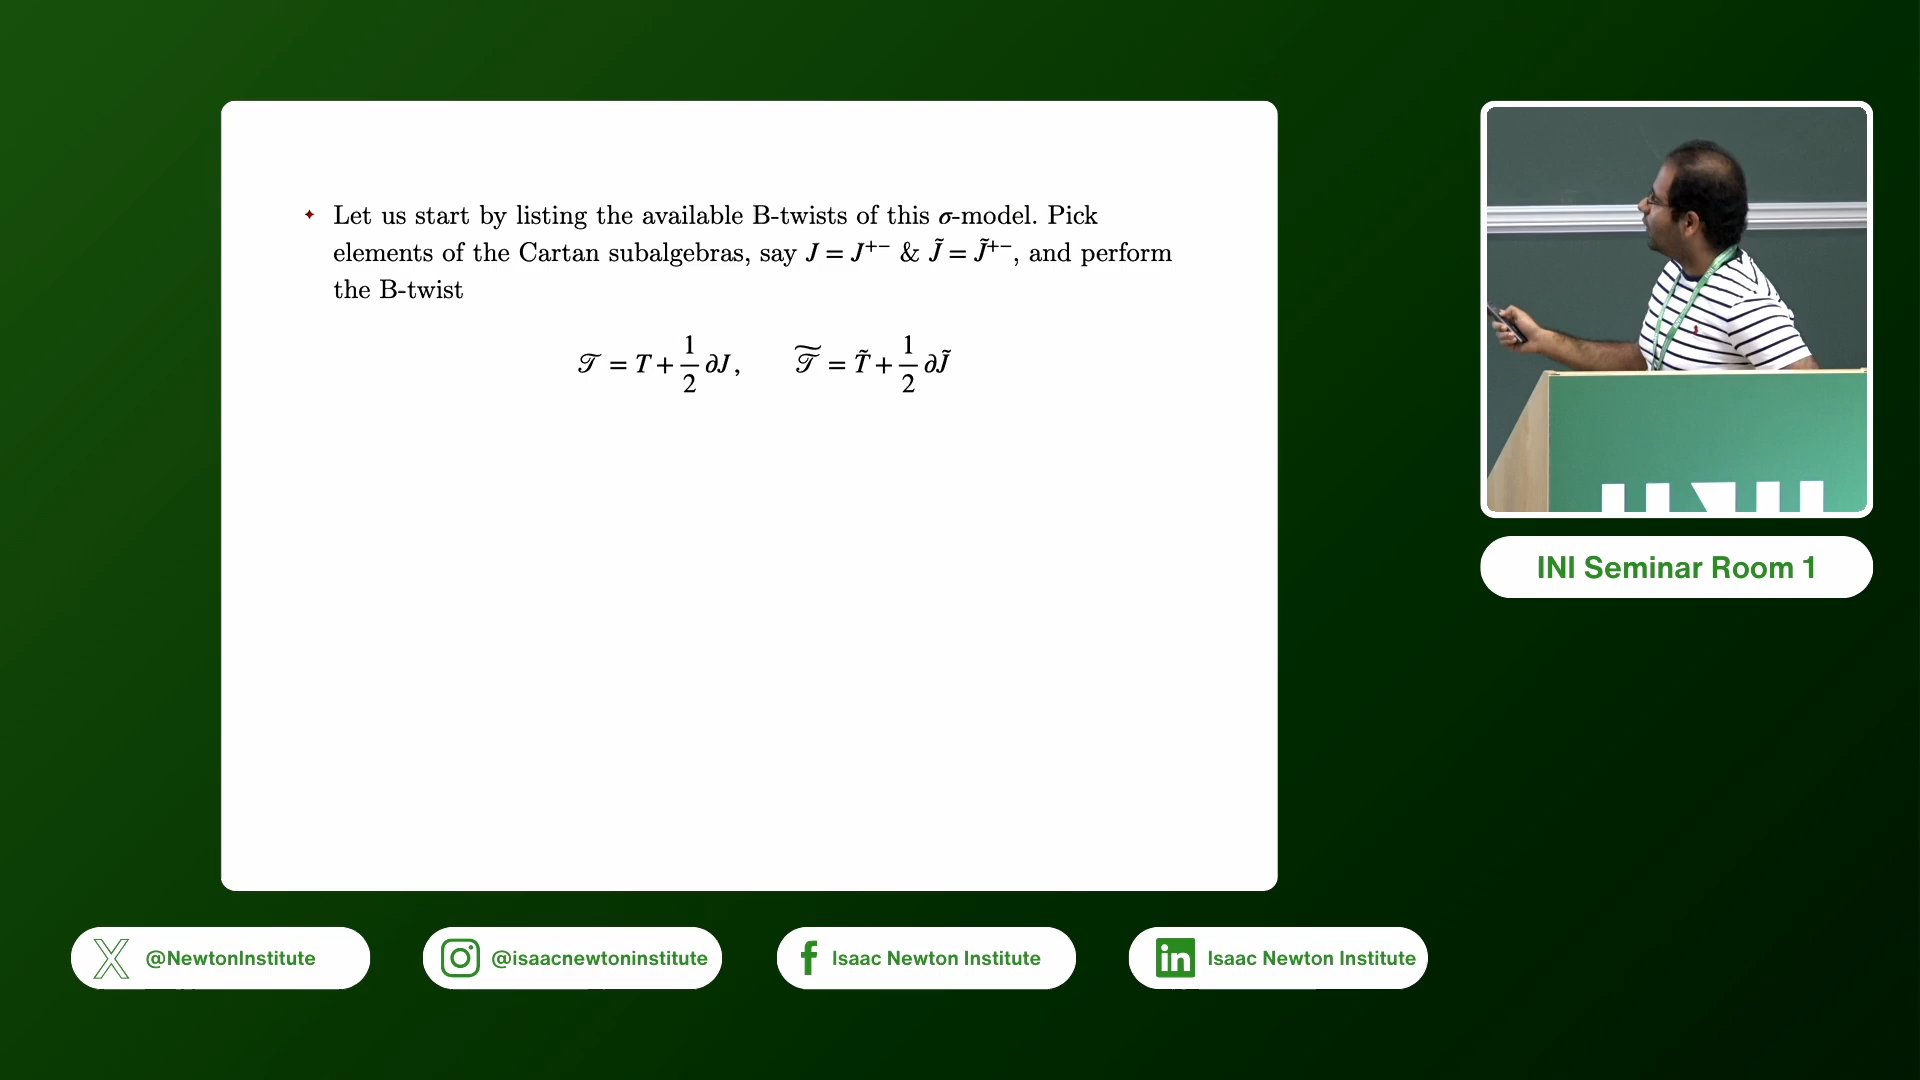 Let us start by listing the available B-twists of this σ-model. Pick
elements of the Cartan subalgebras, say J = J⁺⁻ & J̃ = J̃⁺⁻, and perform
the B-twist
𝒯 = T + 1/2 ∂J, 𝒯̃ = T̃ + 1/2 ∂J̃
INI Seminar Room 1
@NewtonInstitute
@isaacnewtoninstitute
Isaac Newton Institute
Isaac Newton Institute